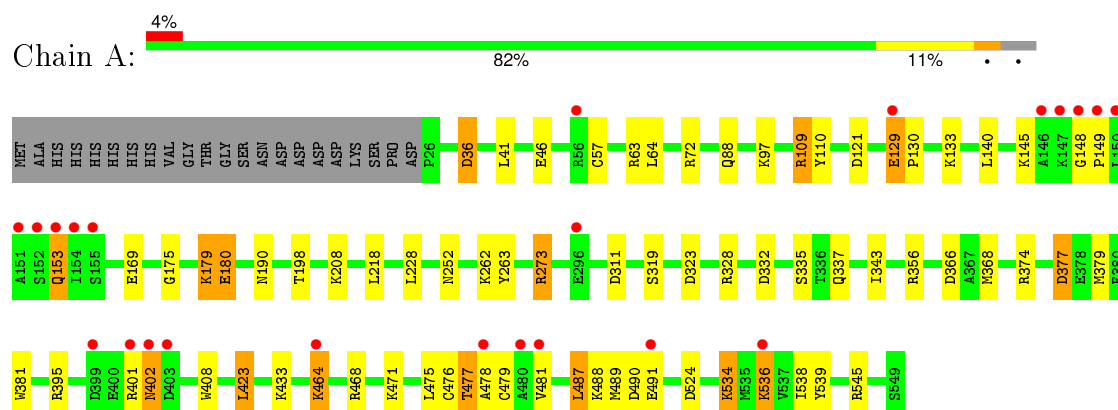 4%
Chain A:
82% 11% • •
MET ALA HIS HIS HIS HIS HIS HIS VAL GLY THR GLY SER ASN ASP ASP ASP ASP LYS SER PRO ASP P26 D36 L41 E46 R56 C57 R63 L64 R72 Q88 K97 R109 Y110 D121 E129 P130 K133 L140 K145 A146 K147 G148 P149 L150
A151 S152 Q153 I154 S155 E169 G175 K179 E180 N190 T198 K208 L218 L228 N252 K262 Y263 R273 E296 D311 S319 D323 R328 D332 S335 T336 Q337 I343 R356 D366 A367 M368 R374 D377 E378 M379
W381 R395 D399 E400 R401 N402 D403 W408 L423 K433 K464 R468 K471 L475 C476 T477 A478 C479 A480 V481 L487 K488 M489 D490 E491 D524 K534 M535 K536 V537 I538 Y539 R545 S549